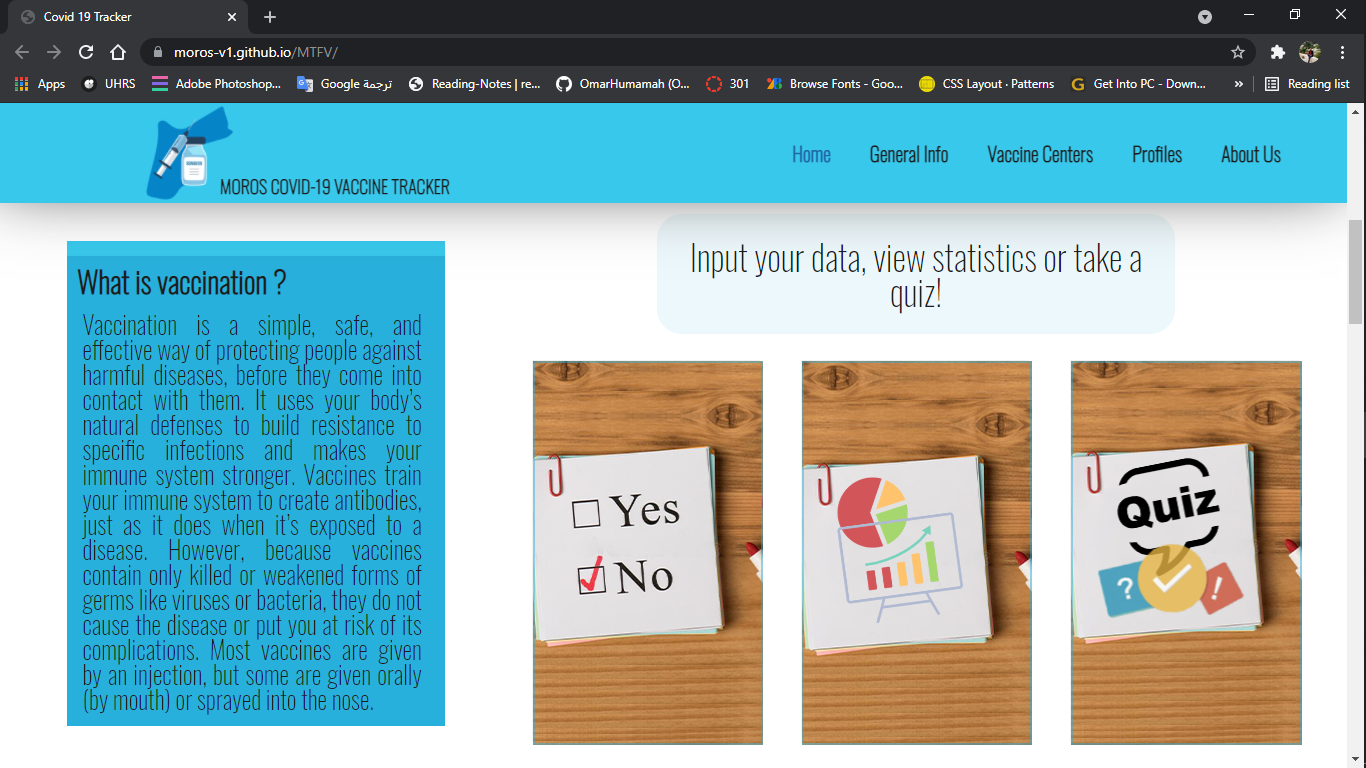 Covid 19 Tracker
moros-v1.github.io/MTFV/
Apps
UHRS
Adobe Photoshop...
Google ترجمة
Reading-Notes | re...
OmarHumamah (O...
301
Browse Fonts - Goo...
CSS Layout · Patterns
G
Get Into PC - Down...
»
Reading list
MOROS COVID-19 VACCINE TRACKER
Home
General Info
Vaccine Centers
Profiles
About Us
What is vaccination ?
Vaccination is a simple, safe, and
effective way of protecting people against
harmful diseases, before they come into
contact with them. It uses your body's
natural defenses to build resistance to
specific infections and makes your
immune system stronger. Vaccines train
your immune system to create antibodies,
just as it does when it's exposed to a
disease. However, because vaccines
contain only killed or weakened forms of
germs like viruses or bacteria, they do not
cause the disease or put you at risk of its
complications. Most vaccines are given
by an injection, but some are given orally
(by mouth) or sprayed into the nose.
Input your data, view statistics or take a
quiz!
Yes
No
Quiz
?
!